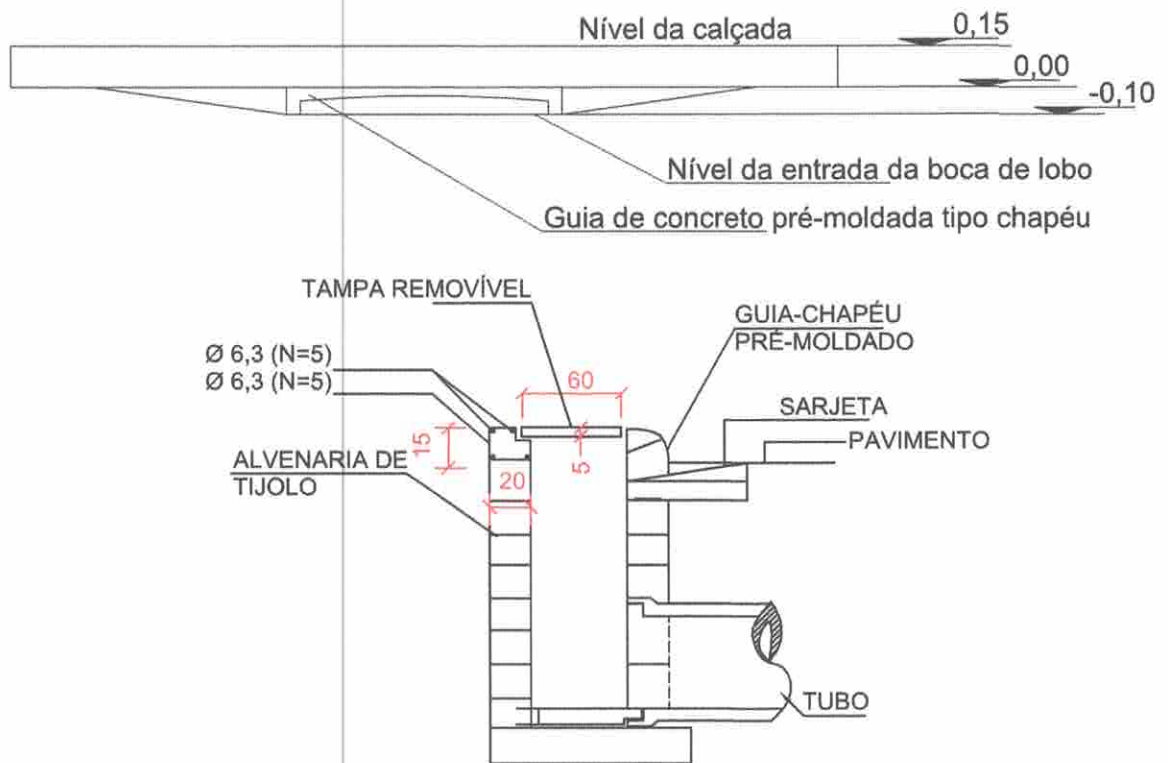 Nível da calçada
0,15
0,00
-0,10
Nível da entrada da boca de lobo
Guia de concreto pré-moldada tipo chapéu
TAMPA REMOVÍVEL
GUIA-CHAPÉU
PRÉ-MOLDADO
Ø 6,3 (N=5)
Ø 6,3 (N=5)
60
SARJETA
PAVIMENTO
15
5
ALVENARIA DE
TIJOLO
20
TUBO